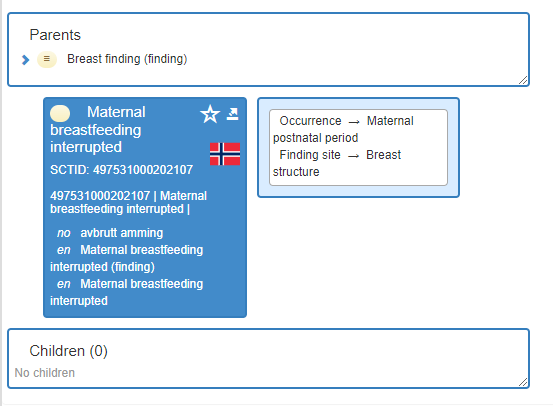 Parents
≡ Breast finding (finding)
Maternal
breastfeeding
interrupted
SCTID: 497531000202107
497531000202107 | Maternal
breastfeeding interrupted |
no avbrutt amming
en Maternal breastfeeding
interrupted (finding)
en Maternal breastfeeding
interrupted
Occurrence → Maternal
postnatal period
Finding site → Breast
structure
Children (0)
No children